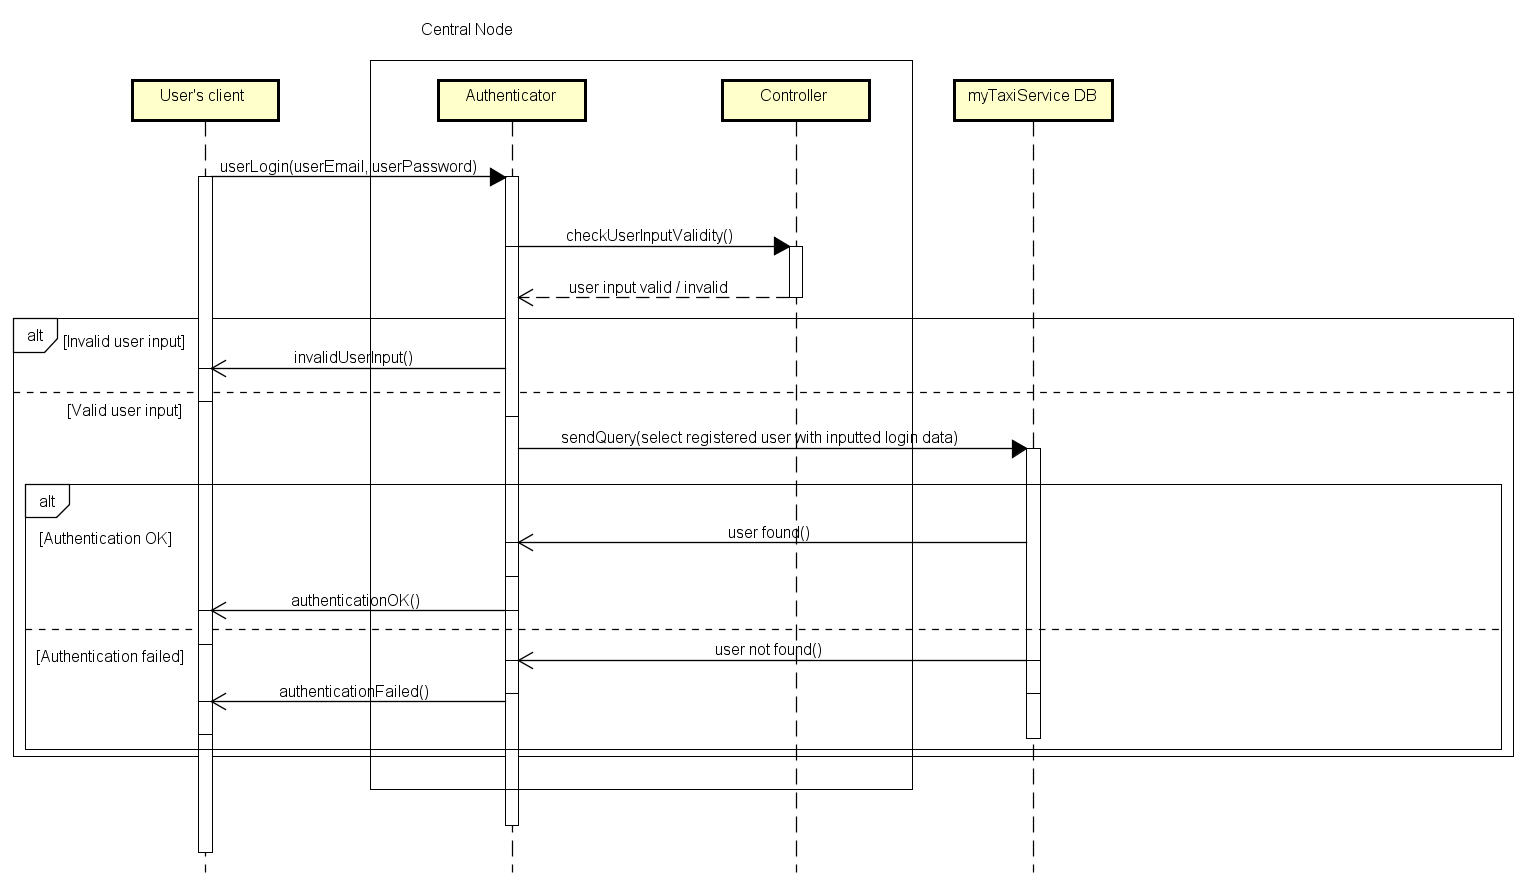 Central Node
User's client
Authenticator
Controller
myTaxiService DB
userLogin(userEmail, userPassword)
checkUserInputValidity()
user input valid / invalid
alt
[Invalid user input]
invalidUserInput()
[Valid user input]
sendQuery(select registered user with inputted login data)
alt
[Authentication OK]
user found()
authenticationOK()
[Authentication failed]
user not found()
authenticationFailed()